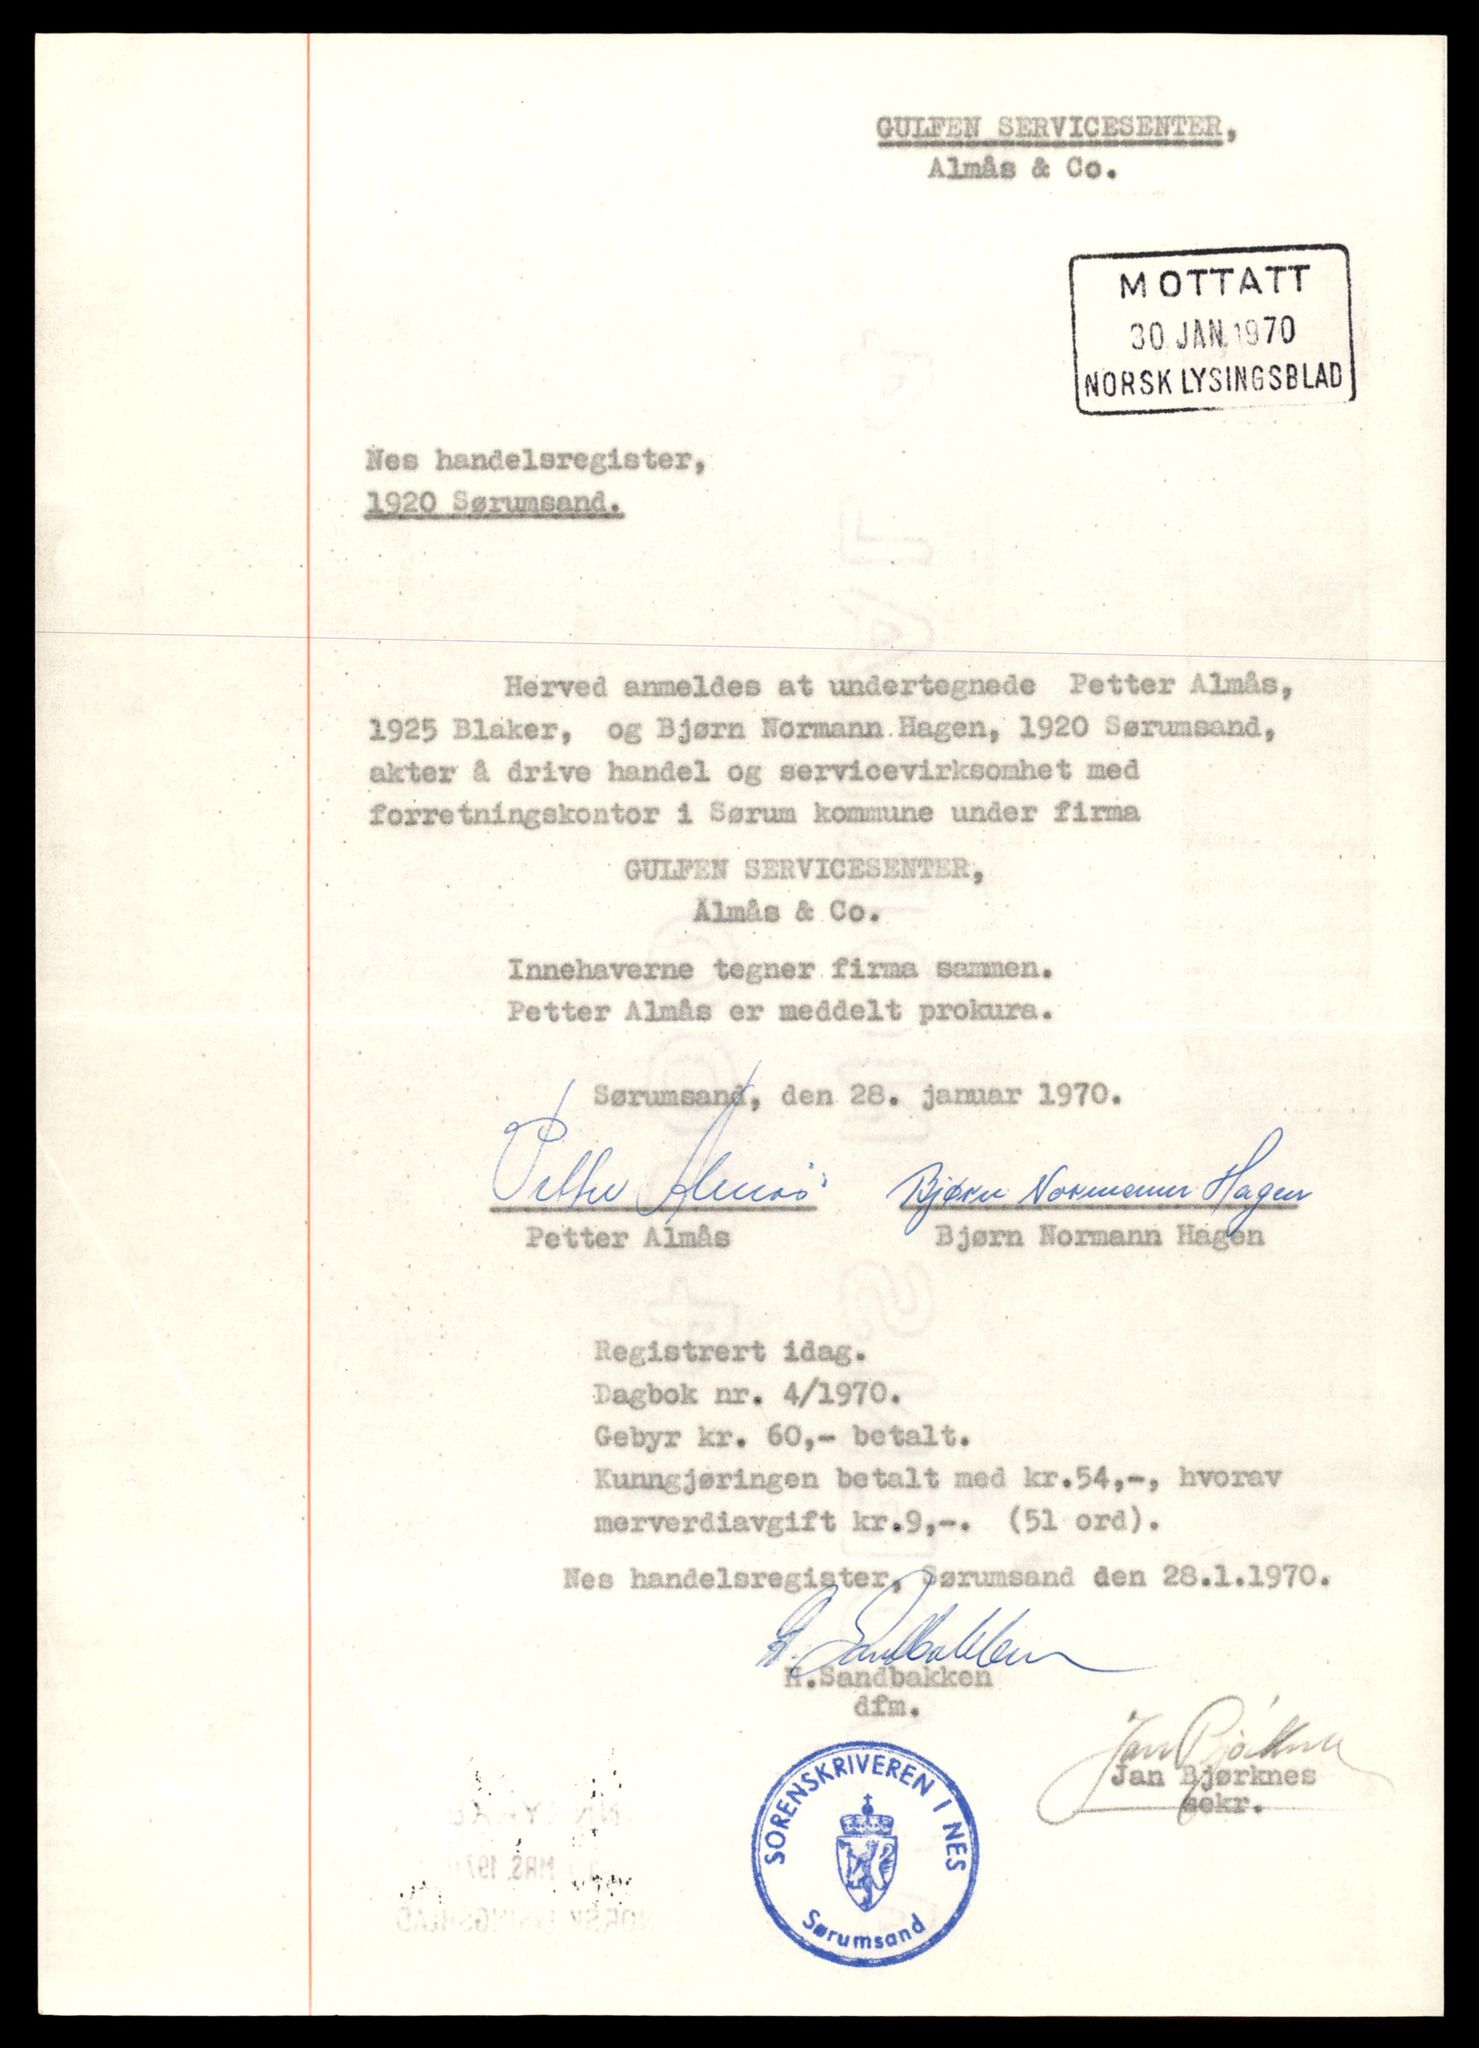 GULFEN SERVICESENTER,
Almås & Co.
MOTTATT
30 JAN. 1970
NORSK LYSINGSBLAD
Nes handelsregister,
1920 Sørumsand.
Herved anmeldes at undertegnede Petter Almås,
1925 Blaker, og Bjørn Normann Hagen, 1920 Sørumsand,
akter å drive handel og servicevirksomhet med
forretningskontor i Sørum kommune under firma
GULFEN SERVICESENTER,
Almås & Co.
Innehaverne tegner firma sammen.
Petter Almås er meddelt prokura.
Sørumsand, den 28. januar 1970.
Petter Almås Bjørn Normann Hagen
Petter Almås Bjørn Normann Hagen
Registrert idag.
Dagbok nr. 4/1970.
Gebyr kr. 60,- betalt.
Kunngjøringen betalt med kr.54,-, hvorav
merverdiavgift kr.9,-. (51 ord).
Nes handelsregister, Sørumsand den 28.1.1970.
H. Sandbakken
H.Sandbakken
dfm.
Jan Bjørknes
Jan Bjørknes
sekr.
SORENSKRIVEREN I NES
Sørumsand